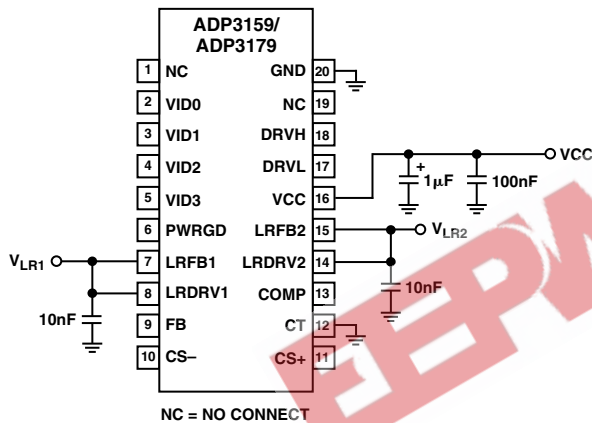 ADP3159/
ADP3179
1 NC GND 20
2 VID0 NC 19
3 VID1 DRVH 18
4 VID2 DRVL 17
5 VID3 VCC 16
6 PWRGD LRFB2 15
7 LRFB1 LRDRV2 14
8 LRDRV1 COMP 13
9 FB CT 12
10 CS– CS+ 11
VCC
+
1μF
100nF
VLR2
10nF
VLR1
10nF
NC = NO CONNECT
EEPW